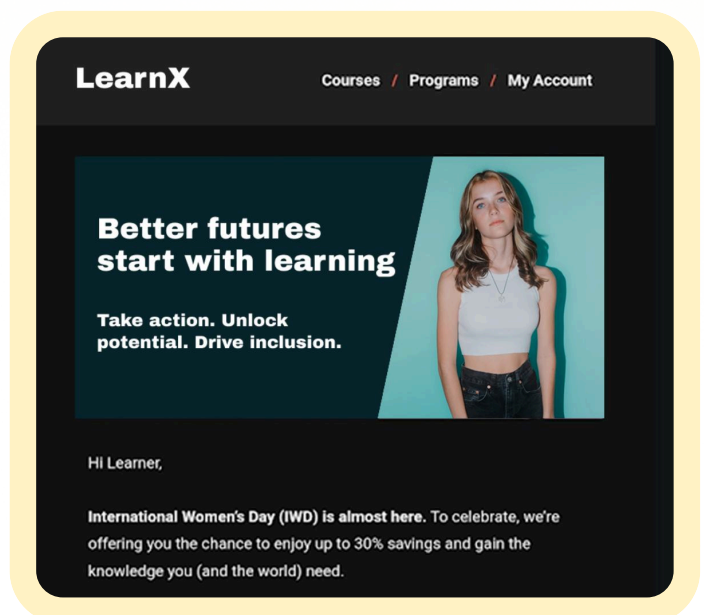 LearnX
Courses / Programs / My Account
Better futures
start with learning
Take action. Unlock
potential. Drive inclusion.
Hi Learner,
International Women's Day (IWD) is almost here. To celebrate, we're
offering you the chance to enjoy up to 30% savings and gain the
knowledge you (and the world) need.